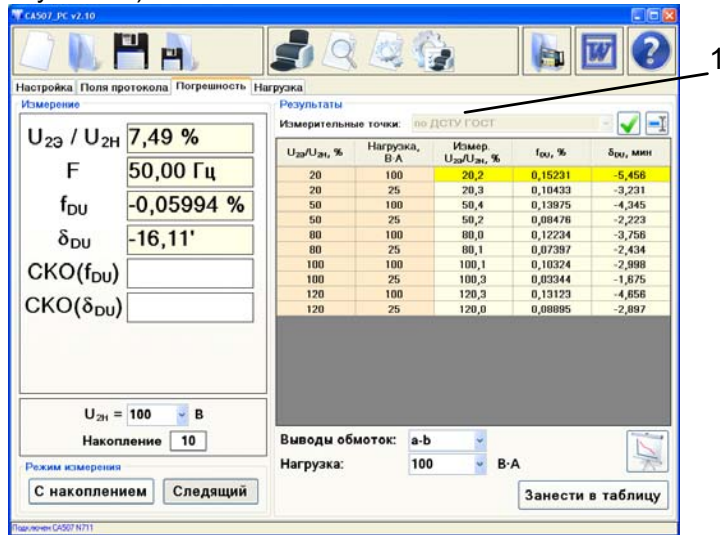 CA507_PC v2.10
1
Настройка Поля протокола Погрешность Нагрузка
Измерение
U2Э / U2Н 7,49 %
F 50,00 Гц
fDU -0,05994 %
δDU -16,11'
СКО(fDU)
СКО(δDU)
U2Н = 100 В
Накопление 10
Режим измерения
С накоплением Следящий
Результаты
Измерительные точки: по ДСТУ ГОСТ
U2Э/U2Н, % Нагрузка, В·А Измер. U2Э/U2Н, % fDU, % δDU, мин
20 100 20,2 0,15231 -5,456
20 25 20,3 0,10433 -3,231
50 100 50,4 0,13975 -4,345
50 25 50,2 0,08476 -2,223
80 100 80,0 0,12234 -3,756
80 25 80,1 0,07397 -2,434
100 100 100,1 0,10324 -2,998
100 25 100,3 0,03344 -1,675
120 100 120,3 0,13123 -4,656
120 25 120,0 0,08895 -2,897
Выводы обмоток: a-b
Нагрузка: 100 В·А
Занести в таблицу
Подключен CA507 N711